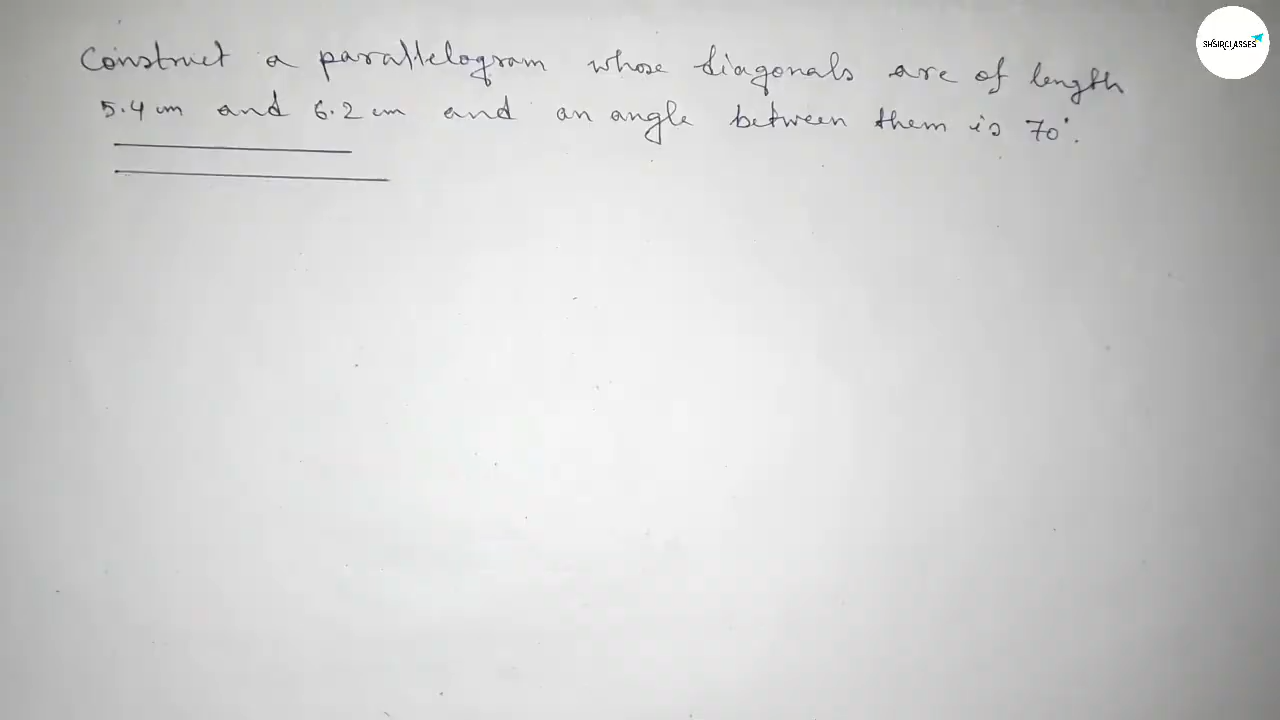 Construct a parallelogram whose diagonals are of length
5.4 cm and 6.2 cm and an angle between them is 70°.
SHSIRCLASSES